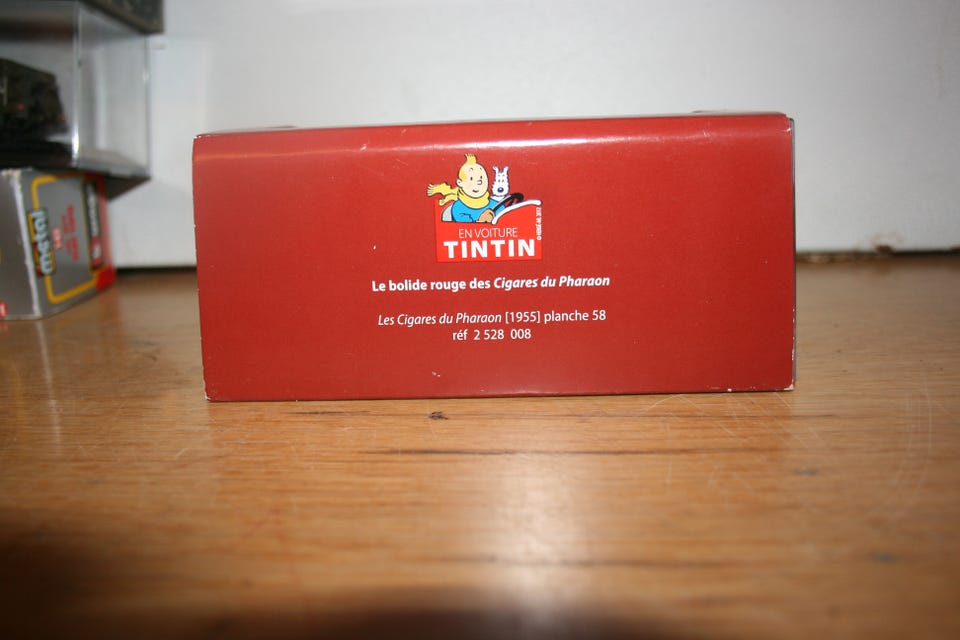 EN VOITURE
TINTIN
Le bolide rouge des Cigares du Pharaon
Les Cigares du Pharaon [1955] planche 58
réf 2 528 008
metal